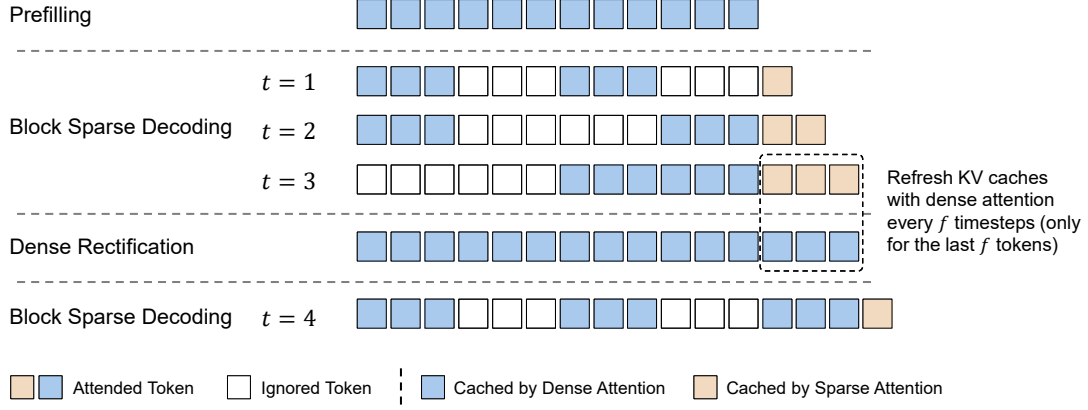 Prefilling
t = 1
Block Sparse Decoding t = 2
t = 3
Refresh KV caches
with dense attention
every f timesteps (only
for the last f tokens)
Dense Rectification
Block Sparse Decoding t = 4
Attended Token Ignored Token Cached by Dense Attention Cached by Sparse Attention